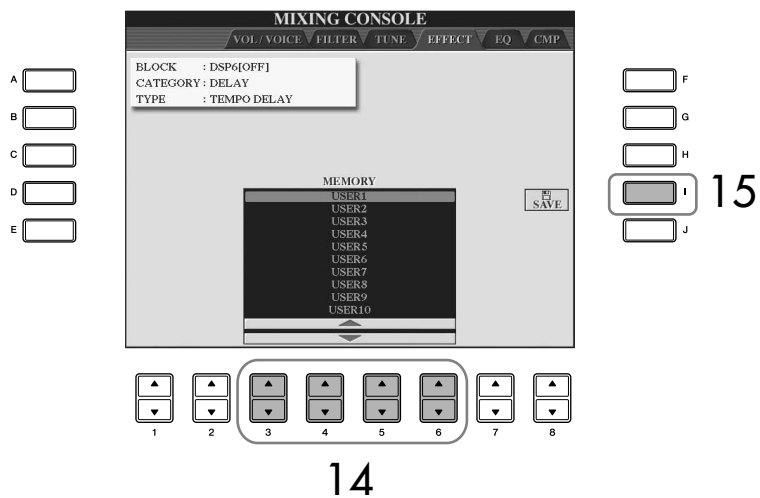 MIXING CONSOLE
VOL/VOICE FILTER TUNE EFFECT EQ CMP
BLOCK : DSP6[OFF]
CATEGORY : DELAY
TYPE : TEMPO DELAY
A
B
C
D
E
F
G
H
I
J
15
MEMORY
USER1
USER2
USER3
USER4
USER5
USER6
USER7
USER8
USER9
USER10
SAVE
1 2 3 4 5 6 7 8
14